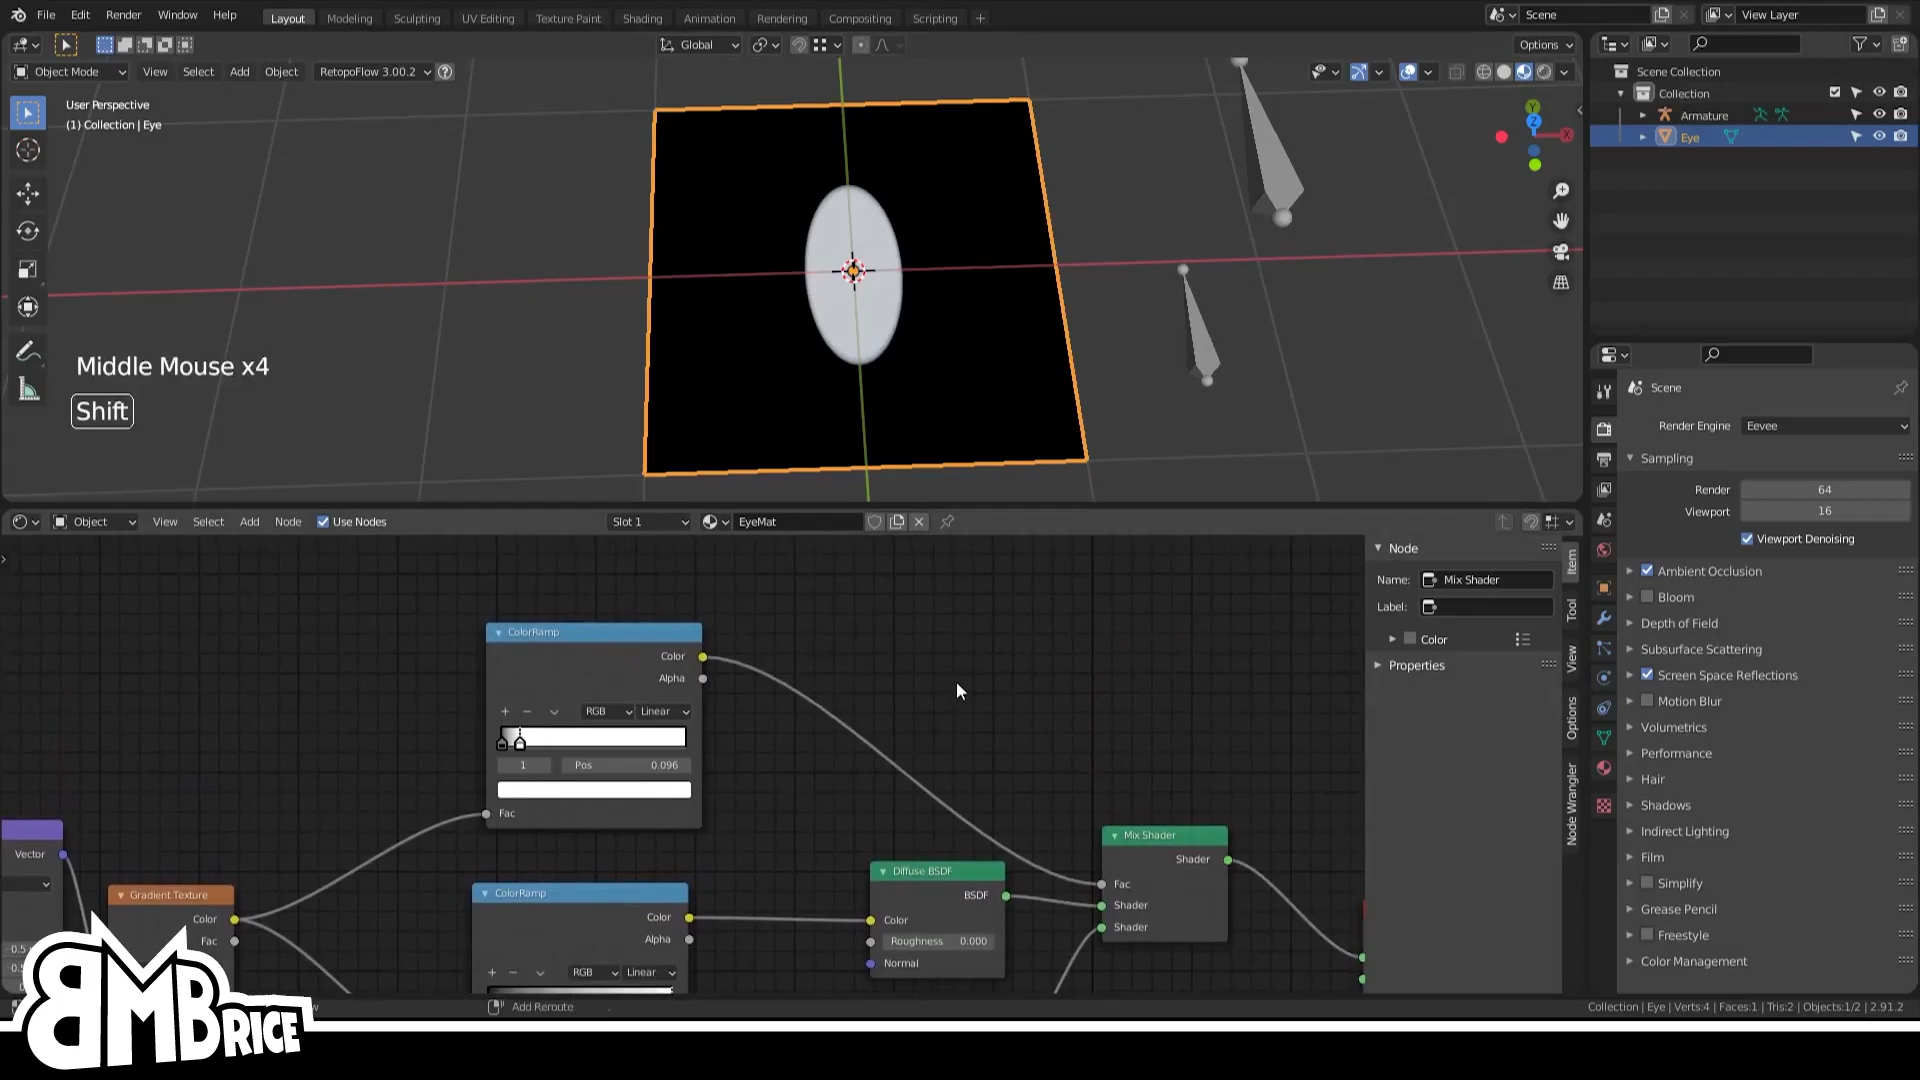 File Edit Render Window Help Layout Modeling Sculpting UV Editing Texture Paint Shading Animation Rendering Compositing Scripting + Scene View Layer
Global Options
Object Mode View Select Add Object RetopoFlow 3.00.2
User Perspective
(1) Collection | Eye
Y
Z
X
Middle Mouse x4
Shift
Scene Collection
Collection
Armature
Eye
Scene
Render Engine Eevee
Sampling
Render 64
Viewport 16
Viewport Denoising
Ambient Occlusion
Bloom
Depth of Field
Subsurface Scattering
Screen Space Reflections
Motion Blur
Volumetrics
Performance
Hair
Shadows
Indirect Lighting
Film
Simplify
Grease Pencil
Freestyle
Color Management
Object View Select Add Node Use Nodes Slot 1 EyeMat
Node
Name: Mix Shader
Label:
Color
Properties
Item
Tool
View
Options
Node Wrangler
ColorRamp
Color
Alpha
RGB Linear
1 Pos 0.096
Fac
Vector
Gradient Texture
Color
Fac
ColorRamp
Color
Alpha
RGB Linear
Diffuse BSDF
BSDF
Color
Roughness 0.000
Normal
Mix Shader
Shader
Fac
Shader
Shader
Add Reroute
Collection | Eye | Verts:4 | Faces:1 | Tris:2 | Objects:1/2 | 2.91.2
BMBRICE